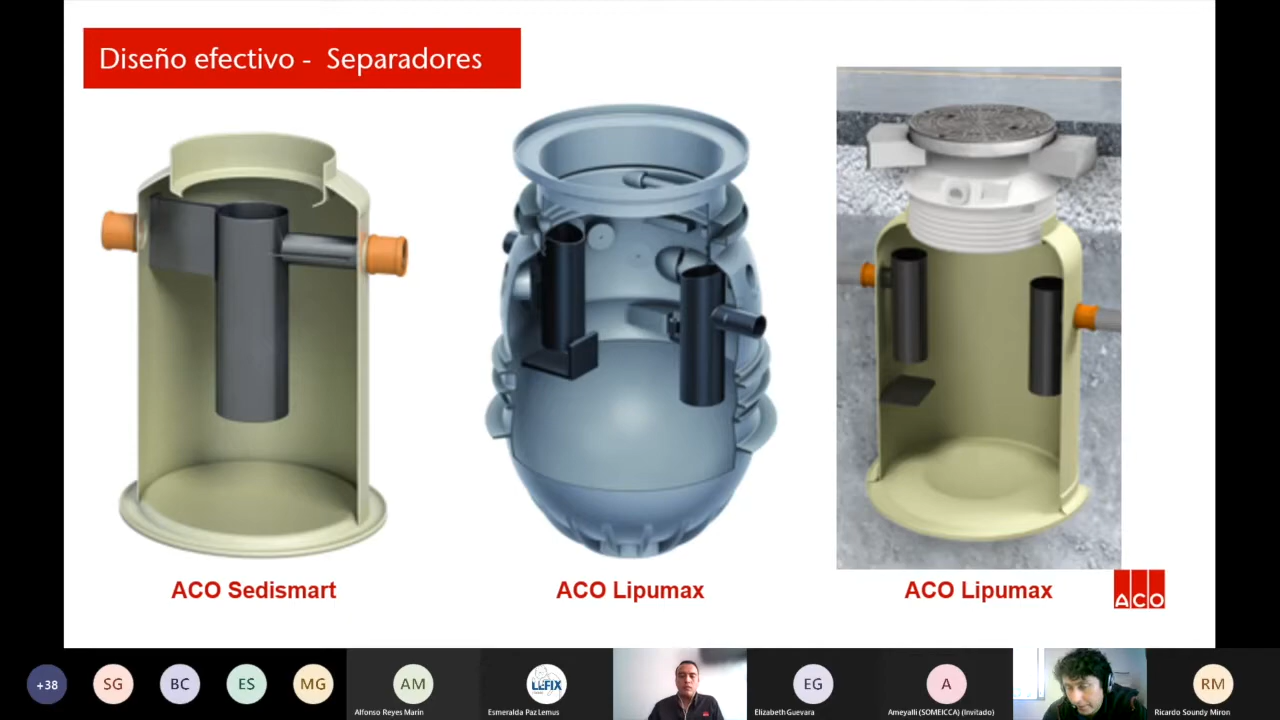 Diseño efectivo - Separadores
ACO Sedismart
ACO Lipumax
ACO Lipumax
ACO
+38
SG
BC
ES
MG
AM
Alfonso Reyes Marin
LEFIX
Esmeralda Paz Lemus
EG
Elizabeth Guevara
A
Ameyalli (SOMEICCA) (Invitado)
RM
Ricardo Soundy Miron